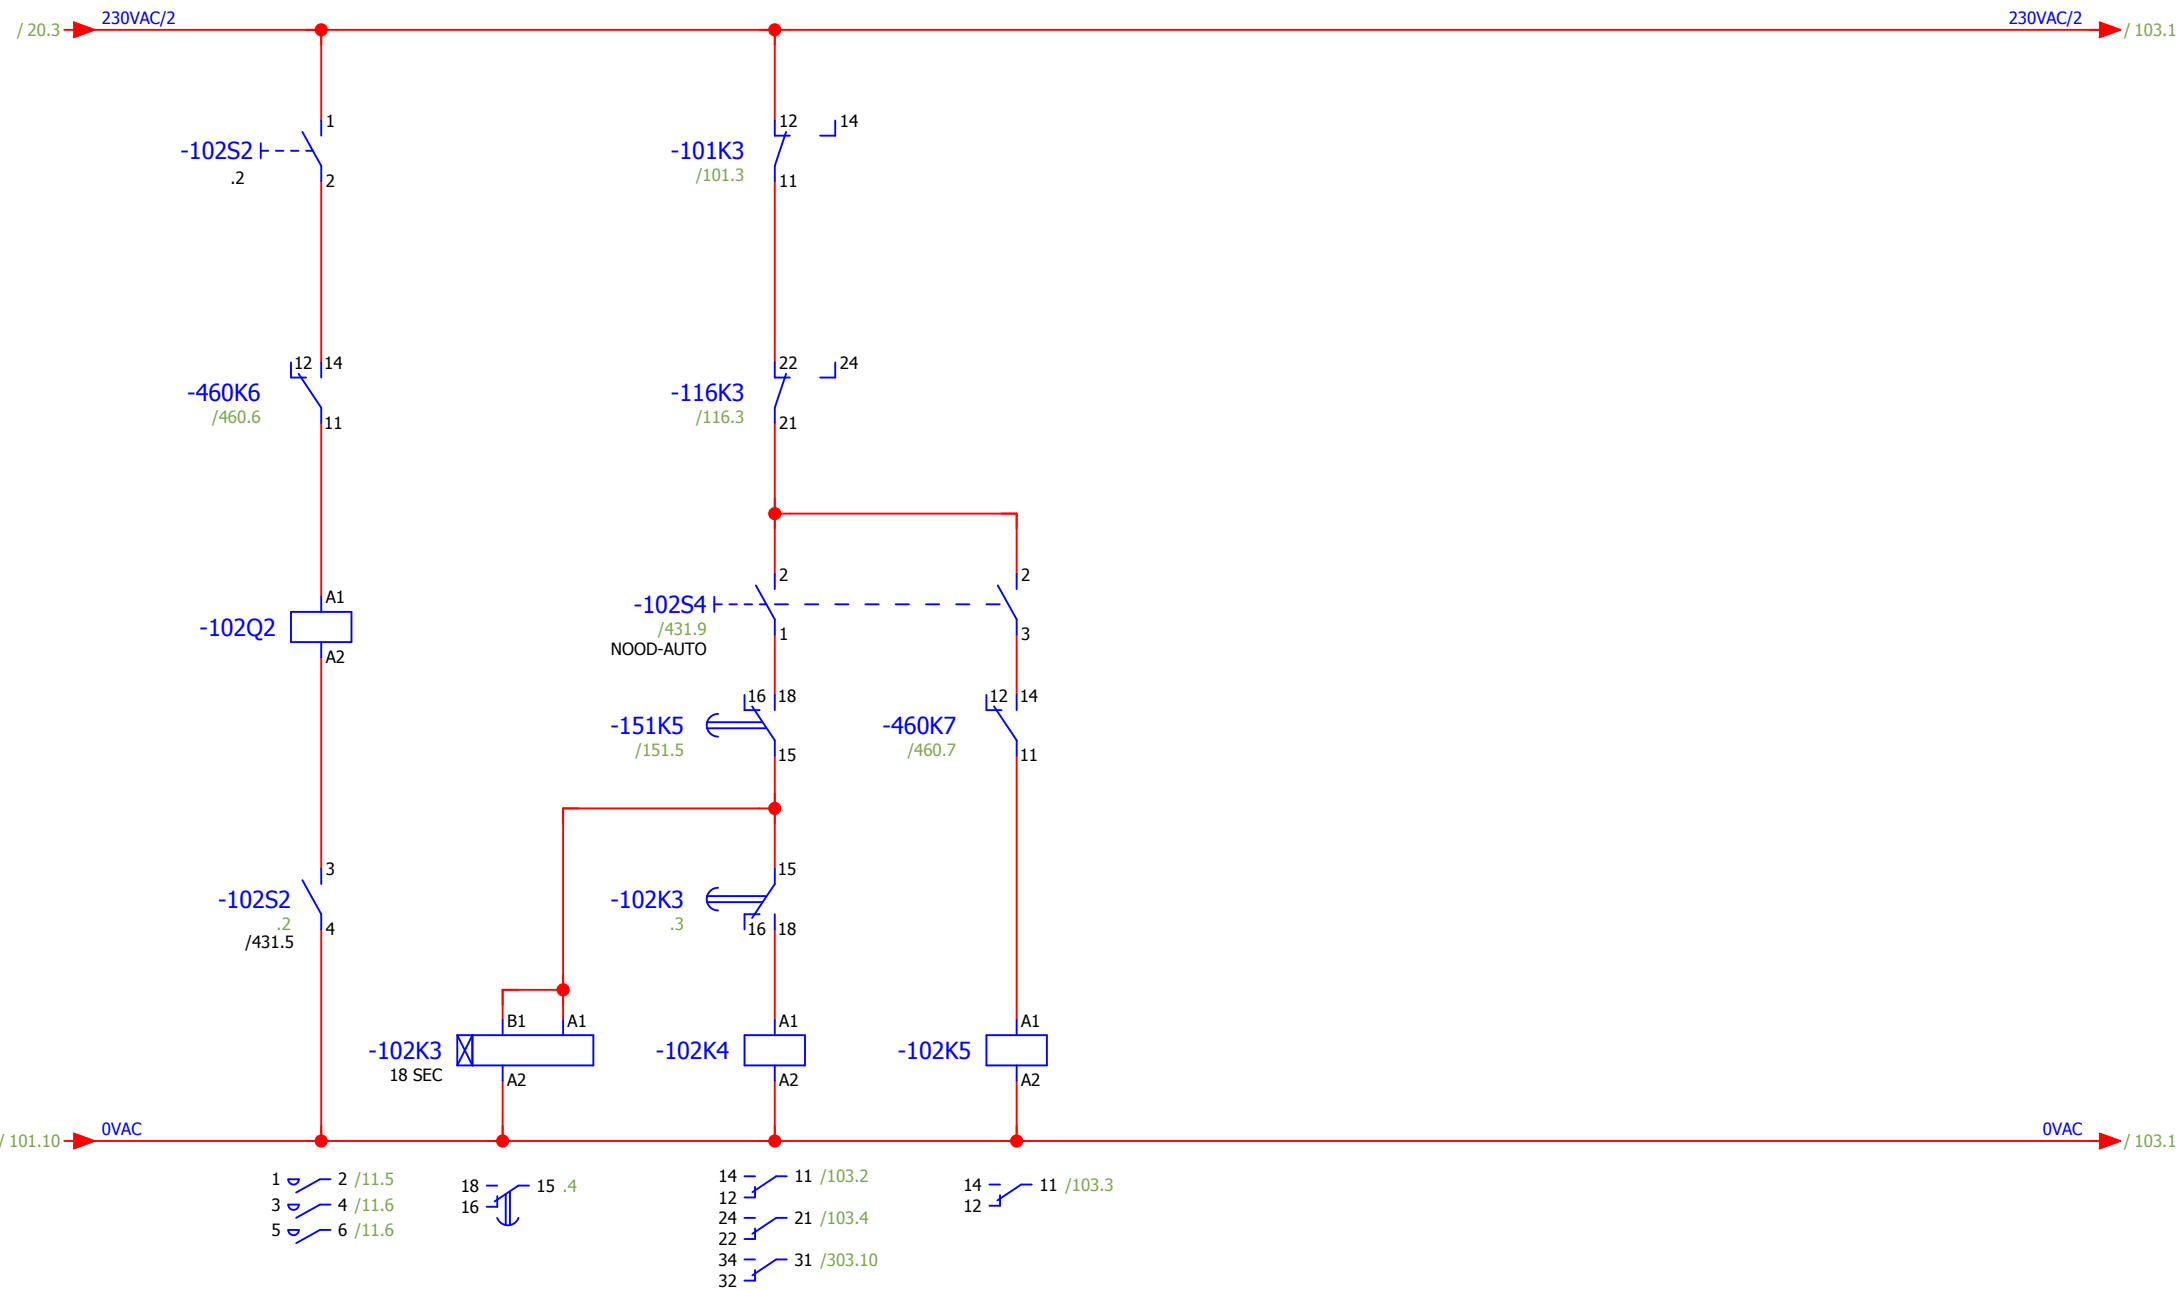 230VAC/2 230VAC/2
/ 20.3 / 103.1
1 12 14
-102S2 -101K3
.2 /101.3
2 11
12 14 22 24
-460K6 -116K3
/460.6 /116.3
11 21
A1 2 2
-102Q2 -102S4
/431.9
1 3
A2 NOOD-AUTO
16 18 12 14
-151K5 -460K7
/151.5 /460.7
15 11
3 15
-102S2 -102K3
.2 .3
4 16 18
/431.5
B1 A1 A1 A1
-102K3 -102K4 -102K5
18 SEC A2 A2 A2
0VAC 0VAC
/ 101.10 / 103.1
1 2 /11.5
3 4 /11.6
5 6 /11.6
18 15 .4
16
14 11 /103.2
12
24 21 /103.4
22
34 31 /303.10
32
14 11 /103.3
12